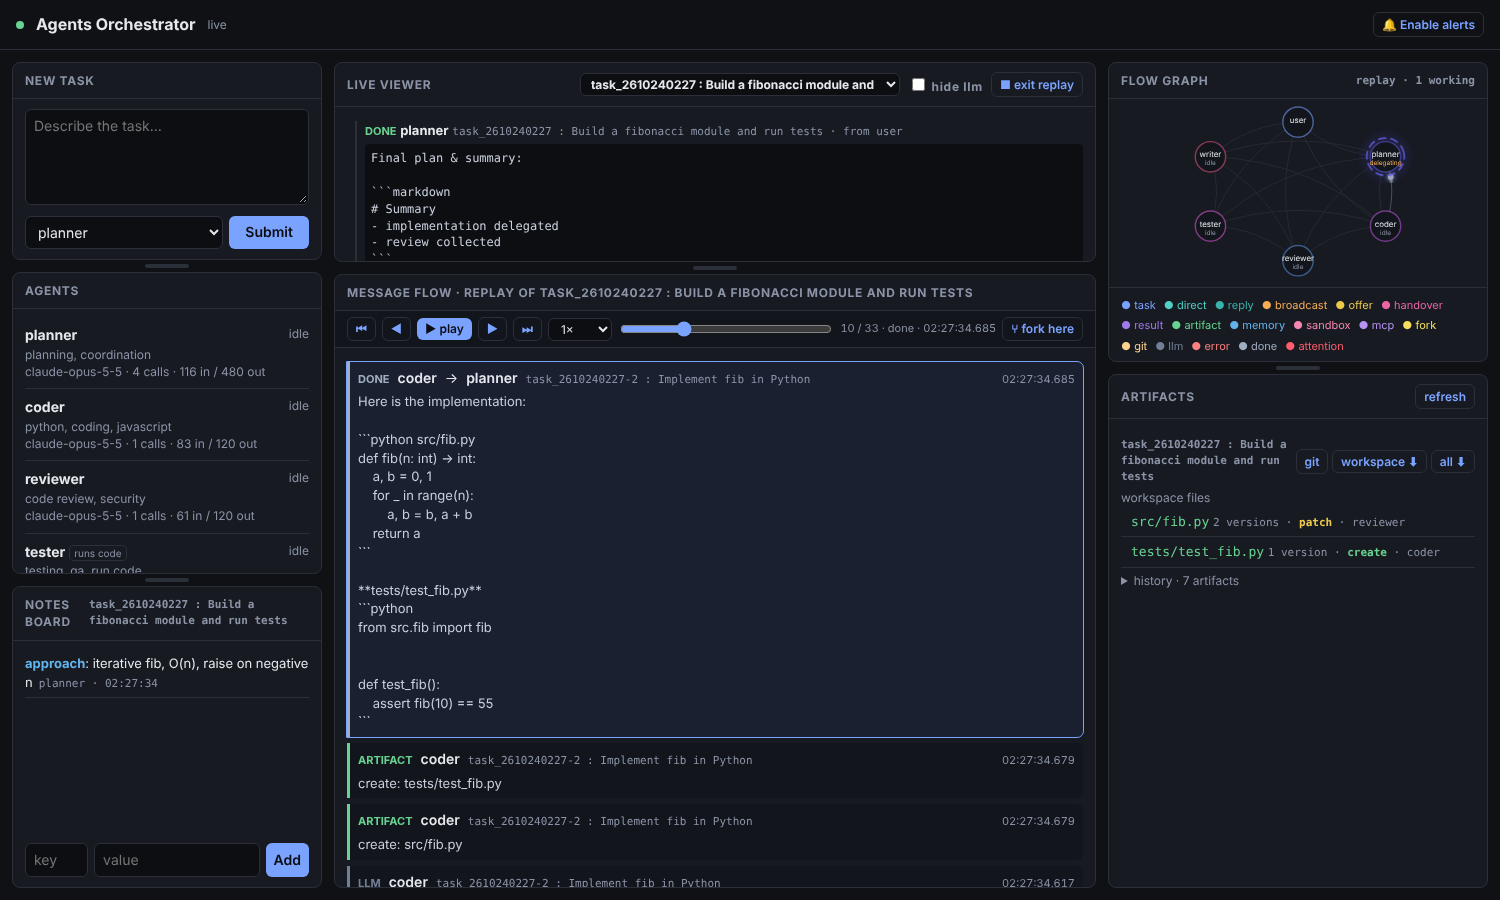 Agents Orchestrator live
🔔 Enable alerts
NEW TASK
Describe the task...
planner
Submit
AGENTS
planner idle
planning, coordination
claude-opus-5-5 · 4 calls · 116 in / 480 out
coder idle
python, coding, javascript
claude-opus-5-5 · 1 calls · 83 in / 120 out
reviewer idle
code review, security
claude-opus-5-5 · 1 calls · 61 in / 120 out
tester runs code idle
testing, qa, run code
NOTES BOARD
task_2610240227 : Build a
fibonacci module and run tests
approach: iterative fib, O(n), raise on negative
n planner · 02:27:34
key value Add
LIVE VIEWER
task_2610240227 : Build a fibonacci module and
hide llm
■ exit replay
DONE planner task_2610240227 : Build a fibonacci module and run tests · from user
Final plan & summary:
```markdown
# Summary
- implementation delegated
- review collected
```
MESSAGE FLOW · REPLAY OF TASK_2610240227 : BUILD A FIBONACCI MODULE AND RUN TESTS
⏮ ◀ ▶ play ▶ ⏭ 1× 10 / 33 · done · 02:27:34.685 ⑂ fork here
DONE coder → planner task_2610240227-2 : Implement fib in Python 02:27:34.685
Here is the implementation:
```python src/fib.py
def fib(n: int) -> int:
a, b = 0, 1
for _ in range(n):
a, b = b, a + b
return a
```
**tests/test_fib.py**
```python
from src.fib import fib
def test_fib():
assert fib(10) == 55
```
ARTIFACT coder task_2610240227-2 : Implement fib in Python 02:27:34.679
create: tests/test_fib.py
ARTIFACT coder task_2610240227-2 : Implement fib in Python 02:27:34.679
create: src/fib.py
LLM coder task_2610240227-2 : Implement fib in Python 02:27:34.617
FLOW GRAPH
replay · 1 working
user
writer
idle
planner
delegating
tester
idle
coder
idle
reviewer
idle
task direct reply broadcast offer handover
result artifact memory sandbox mcp fork
git llm error done attention
ARTIFACTS
refresh
task_2610240227 : Build a
fibonacci module and run
tests
git workspace ⬇ all ⬇
workspace files
src/fib.py 2 versions · patch · reviewer
tests/test_fib.py 1 version · create · coder
▶ history · 7 artifacts